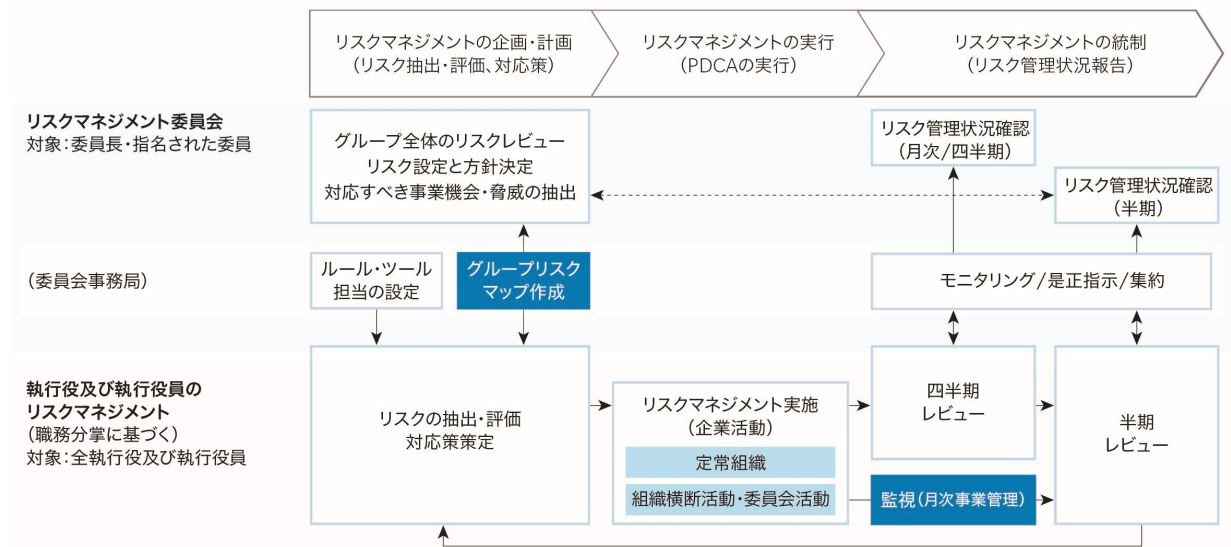 リスクマネジメントの企画・計画
(リスク抽出・評価、対応策)
リスクマネジメントの実行
(PDCAの実行)
リスクマネジメントの統制
(リスク管理状況報告)
リスクマネジメント委員会
対象:委員長・指名された委員
グループ全体のリスクレビュー
リスク設定と方針決定
対応すべき事業機会・脅威の抽出
リスク管理状況確認
(月次/四半期)
リスク管理状況確認
(半期)
(委員会事務局)
ルール・ツール
担当の設定
グループリスク
マップ作成
モニタリング/是正指示/集約
執行役及び執行役員の
リスクマネジメント
(職務分掌に基づく)
対象:全執行役及び執行役員
リスクの抽出・評価
対応策策定
リスクマネジメント実施
(企業活動)
定常組織
組織横断活動・委員会活動
四半期
レビュー
監視(月次事業管理)
半期
レビュー